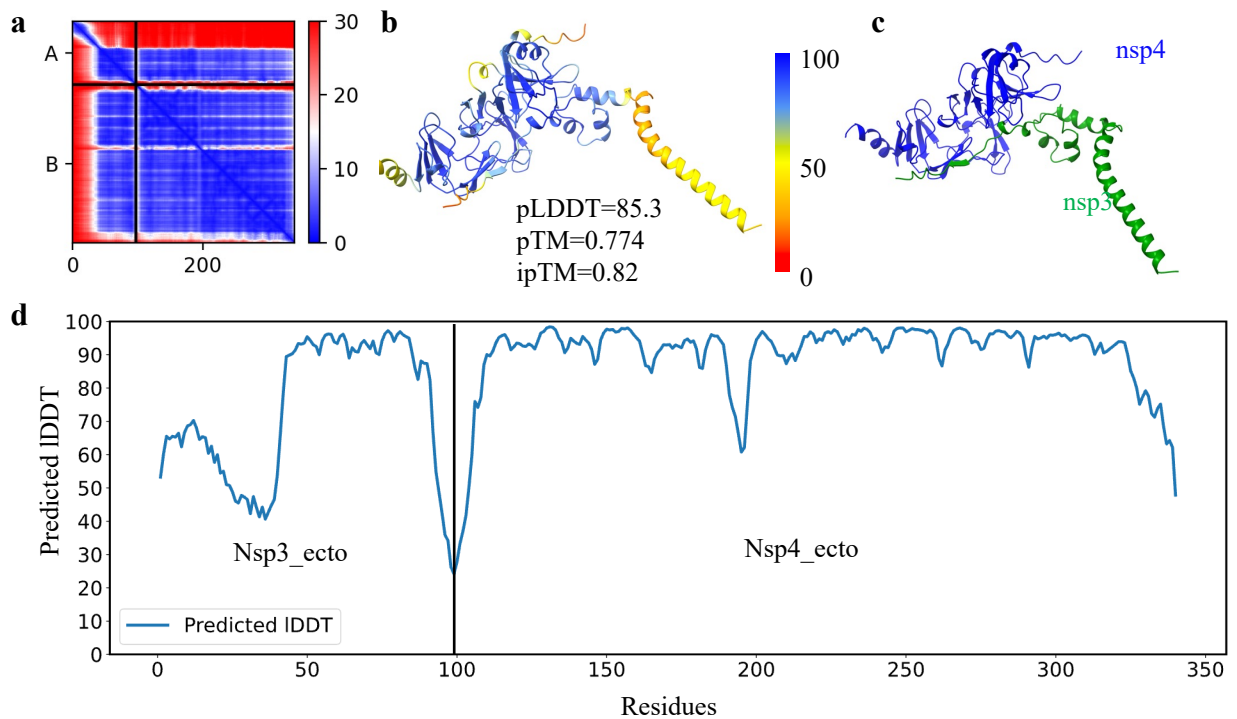 a
30
20
10
0
A
B
0
200
b
pLDDT=85.3
pTM=0.774
ipTM=0.82
100
50
0
c
nsp4
nsp3
d
100
90
80
70
60
50
40
30
20
10
0
Predicted lDDT
Nsp3_ecto
Nsp4_ecto
Predicted lDDT
0
50
100
150
200
250
300
350
Residues